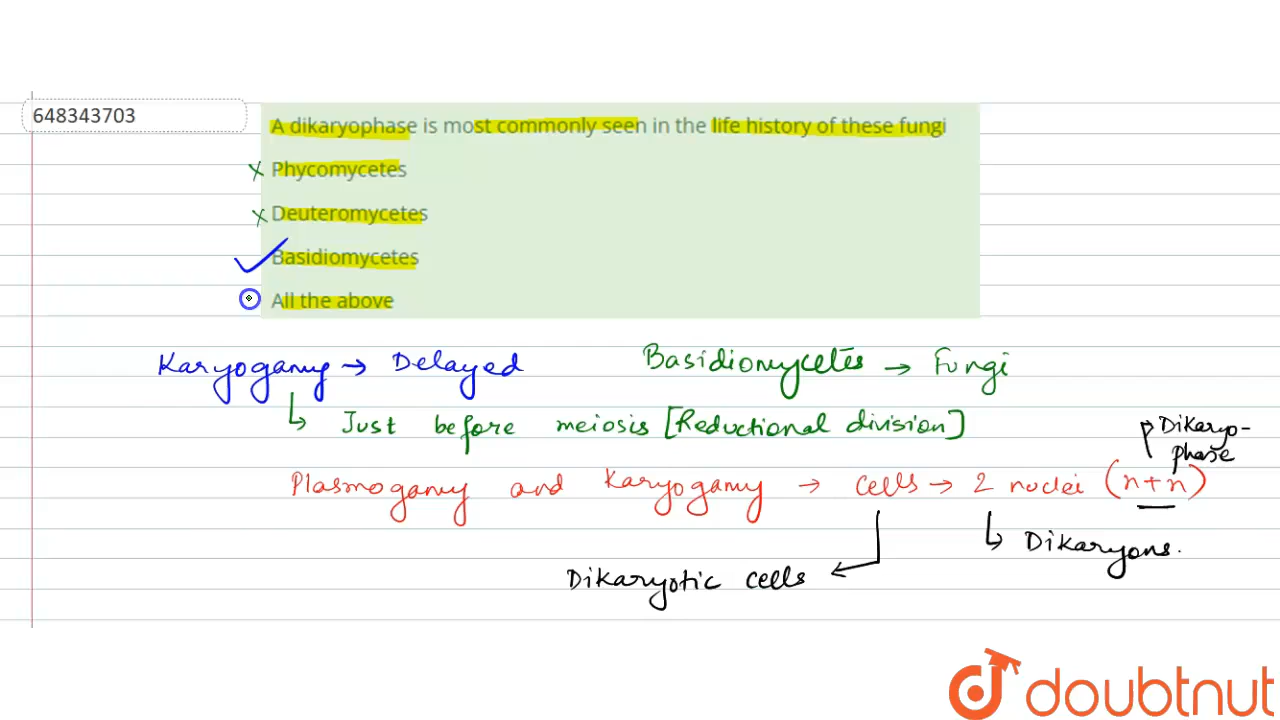 648343703
A dikaryophase is most commonly seen in the life history of these fungi
x Phycomycetes
x Deuteromycetes
✓ Basidiomycetes
All the above
Karyogamy → Delayed
Basidiomycetes → Fungi
↳ Just before meiosis [Reductional division]
Dikaryo-
phase
Plasmogamy and Karyogamy → cells → 2 nuclei (n+n)
↳ Dikaryons.
Dikaryotic cells
doubtnut